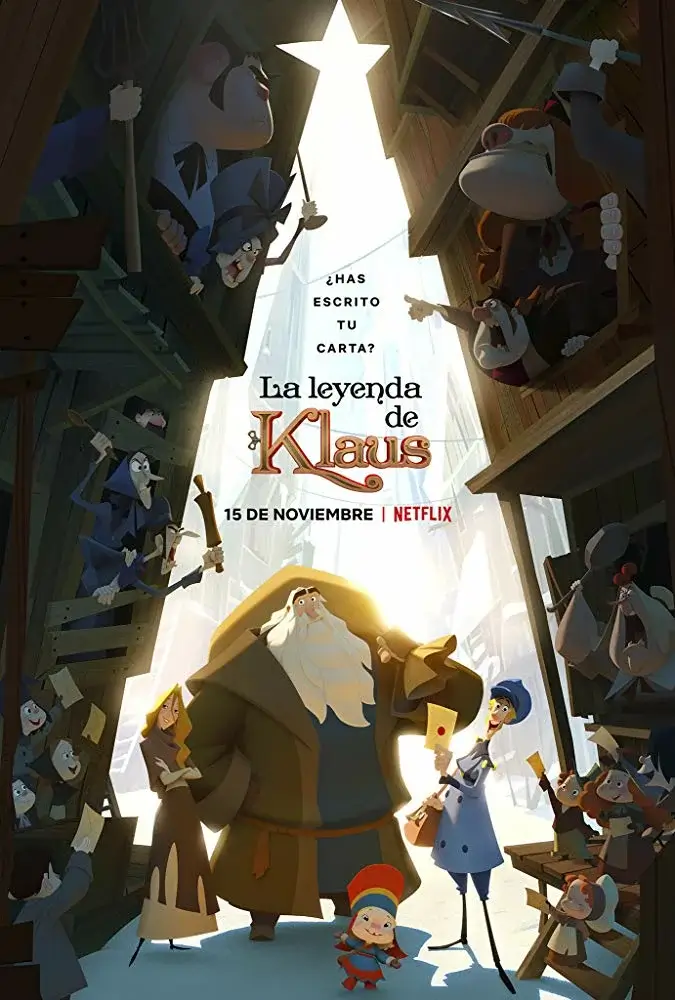 ¿HAS
ESCRITO
TU
CARTA?
La leyenda
de
Klaus
15 DE NOVIEMBRE | NETFLIX